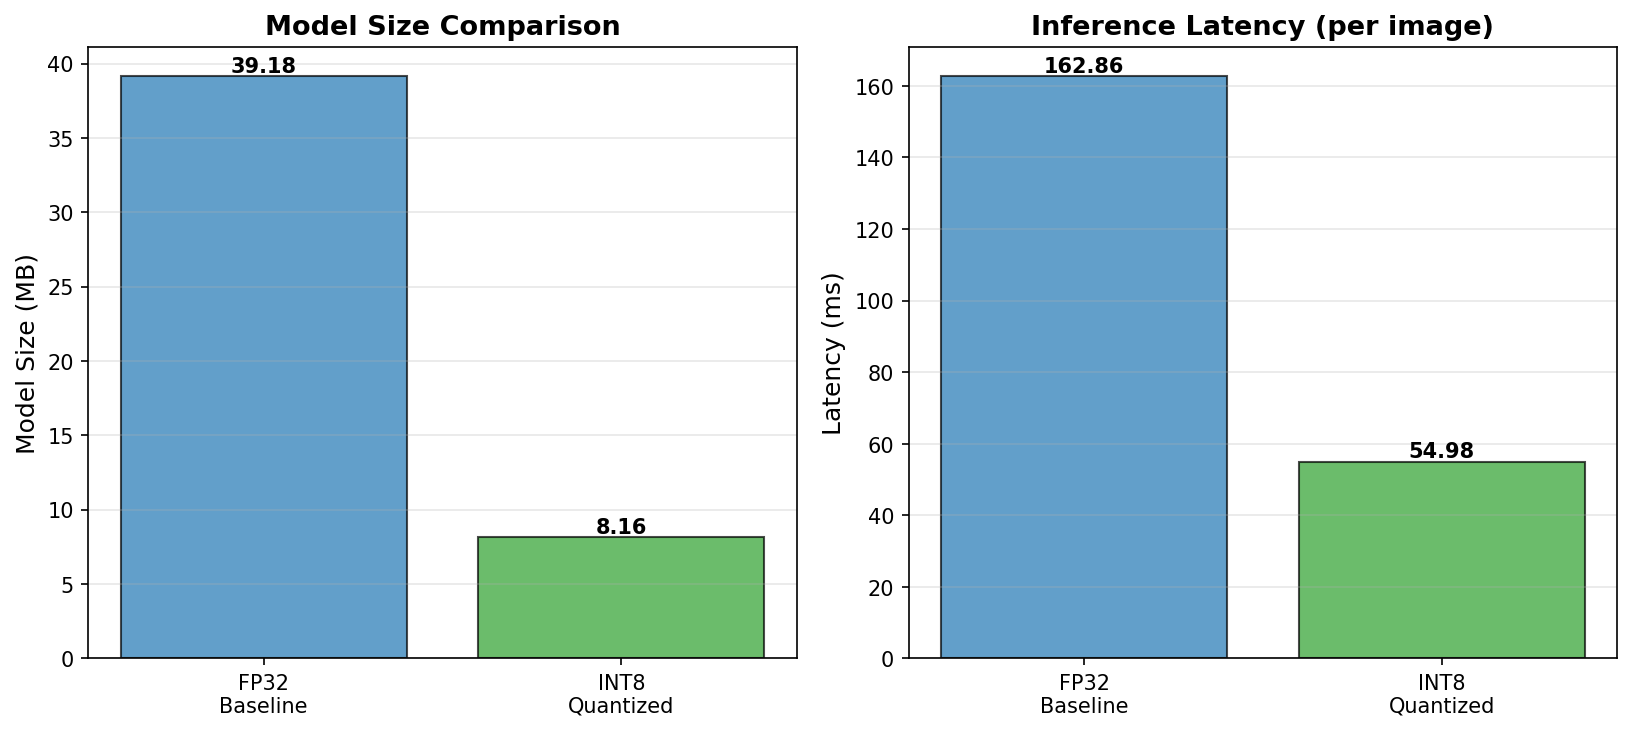 Model Size Comparison
Model Size (MB)
40
35
30
25
20
15
10
5
0
39.18
8.16
FP32
Baseline
INT8
Quantized
Inference Latency (per image)
Latency (ms)
160
140
120
100
80
60
40
20
0
162.86
54.98
FP32
Baseline
INT8
Quantized